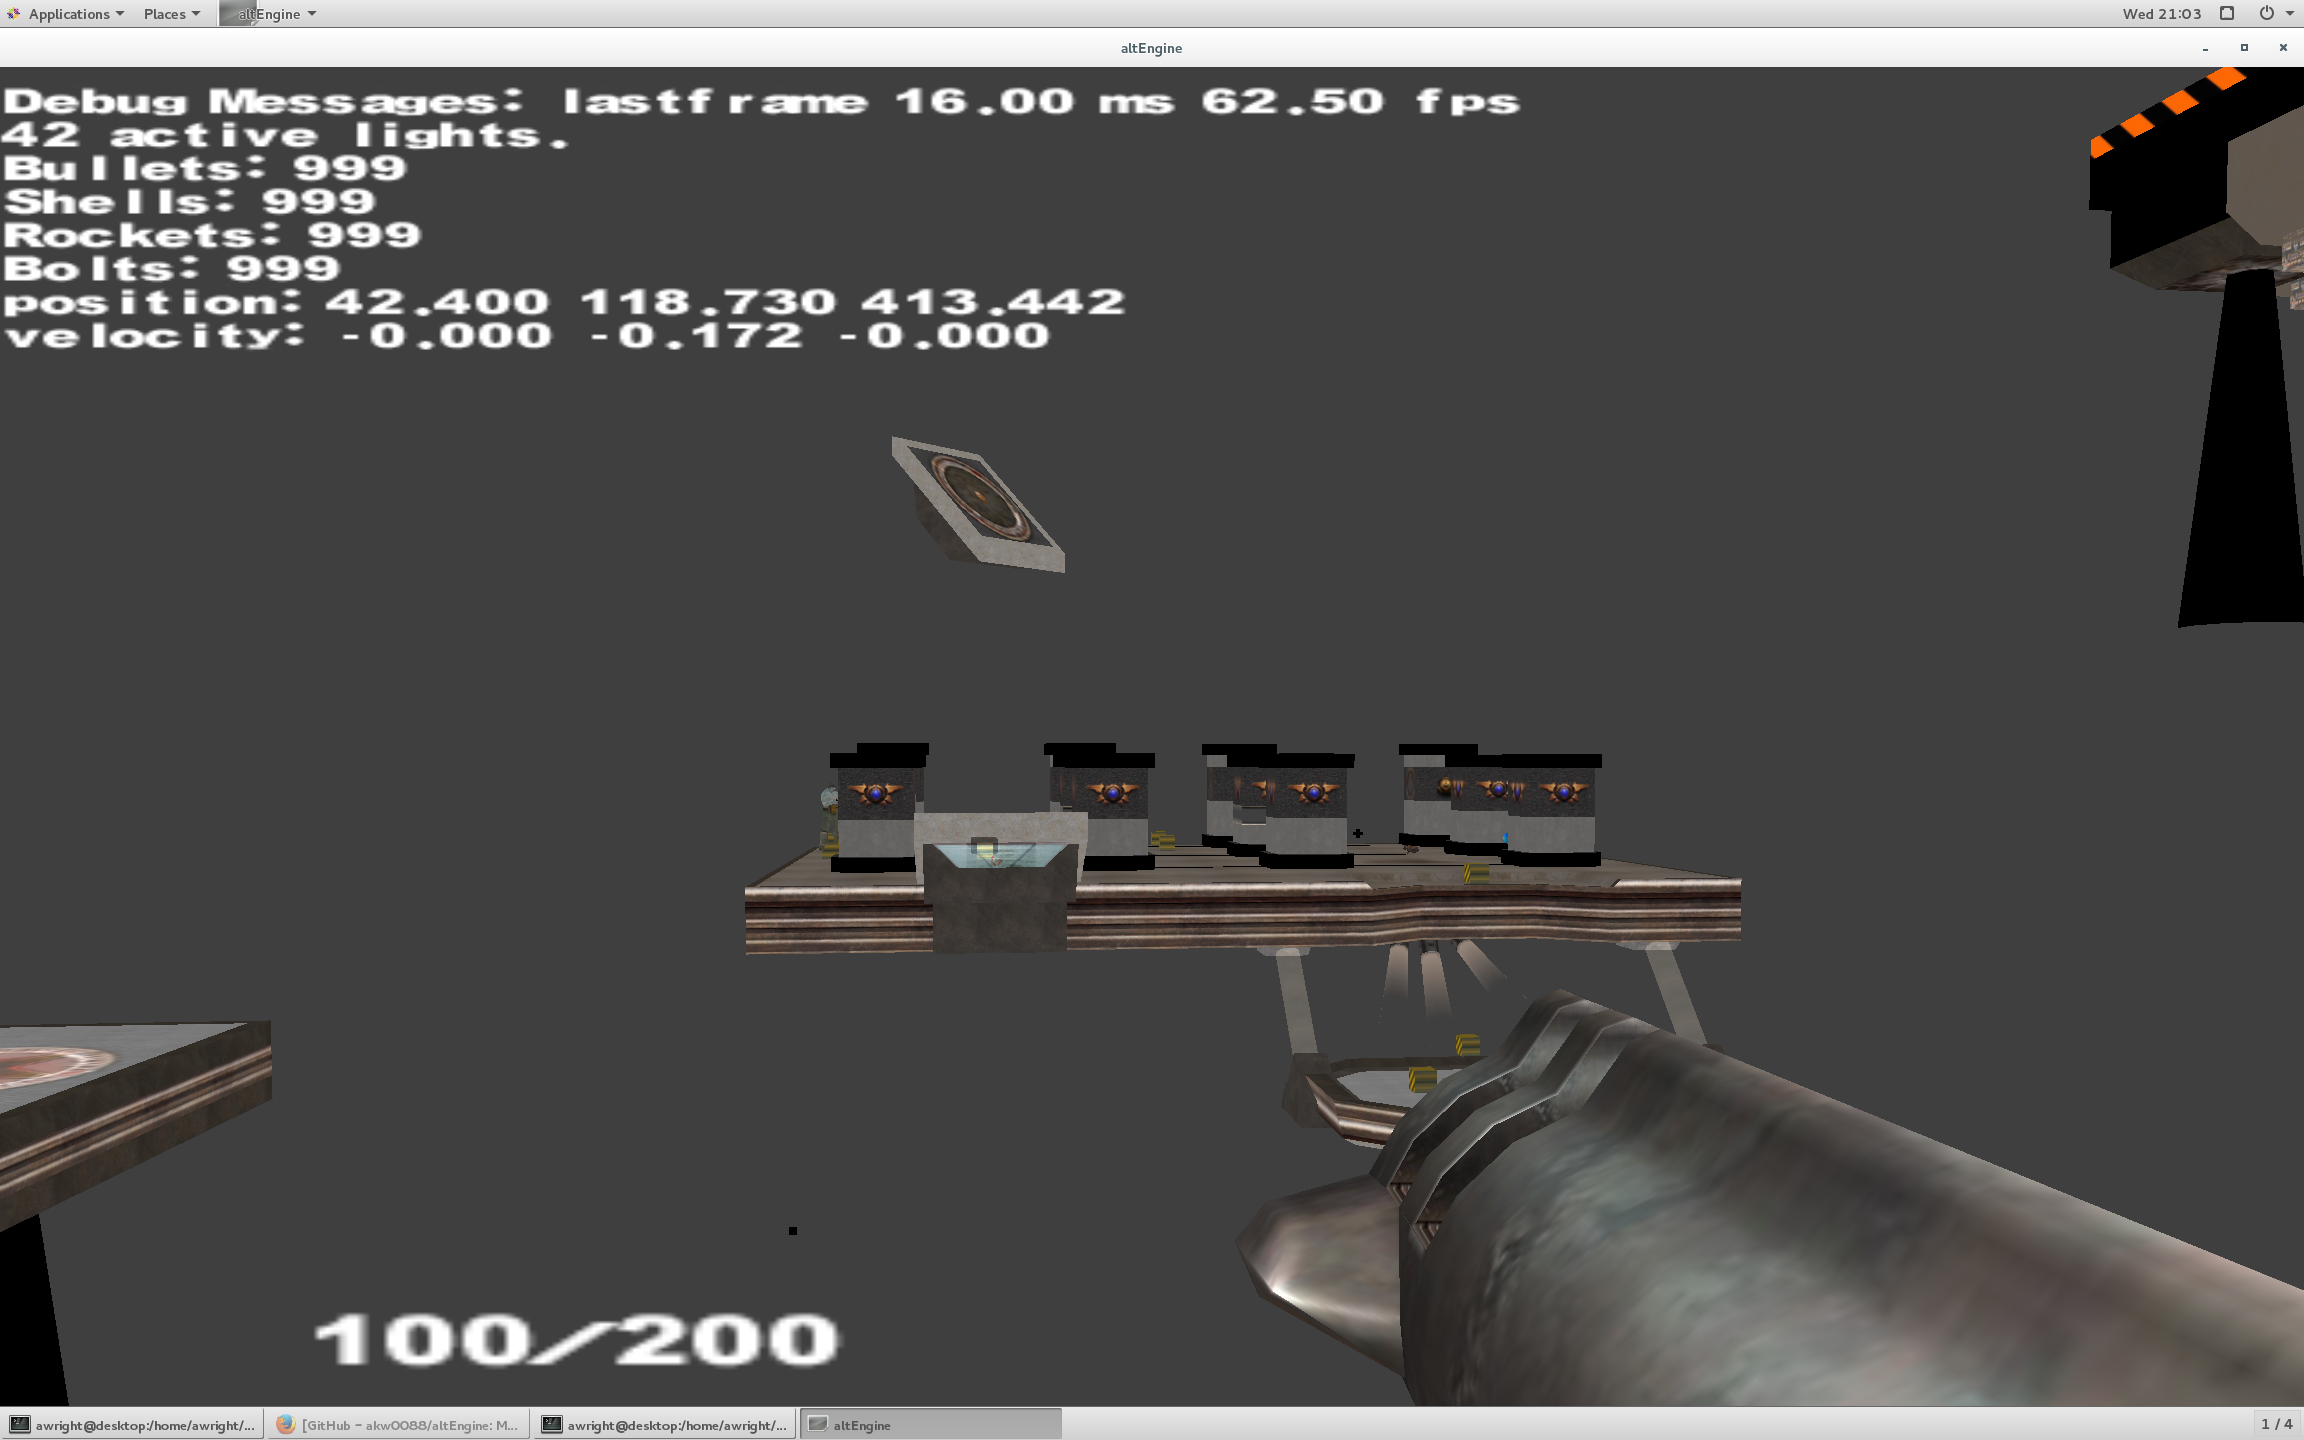 Applications Places altEngine Wed 21:03
altEngine
Debug Messages: lastframe 16.00 ms 62.50 fps
42 active lights.
Bullets: 999
Shells: 999
Rockets: 999
Bolts: 999
position: 42.400 118.730 413.442
velocity: -0.000 -0.172 -0.000
100/200
awright@desktop:/home/awright/... [GitHub - akw0088/altEngine: M... awright@desktop:/home/awright/... altEngine 1 / 4